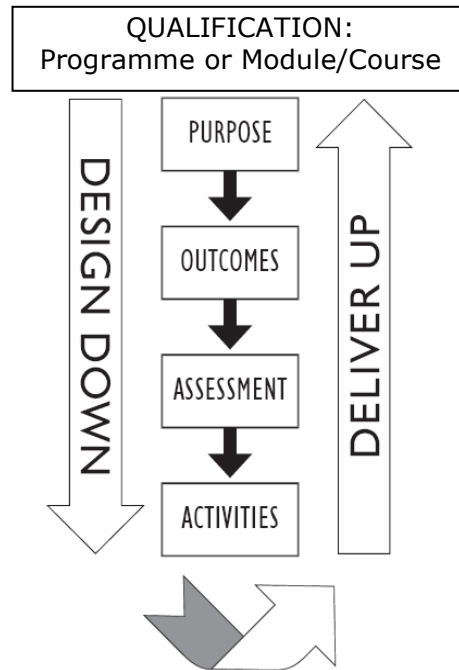 QUALIFICATION:
Programme or Module/Course
DESIGN DOWN
PURPOSE
OUTCOMES
ASSESSMENT
ACTIVITIES
DELIVER UP